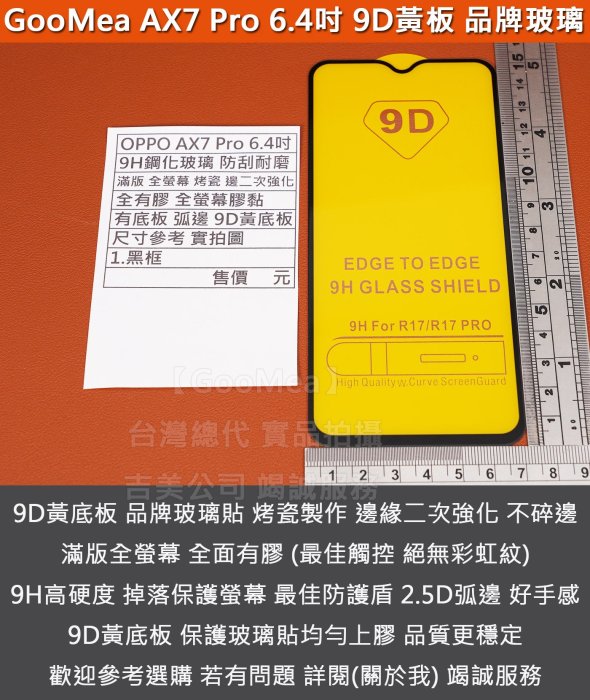 GooMea AX7 Pro 6.4吋 9D黃板 品牌玻璃
OPPO AX7 Pro 6.4吋
9H鋼化玻璃 防刮耐磨
滿版 全螢幕 烤瓷 邊二次強化
全有膠 全螢幕膠黏
有底板 弧邊 9D黃底板
尺寸參考 實拍圖
1.黑框
售價 元
9D
EDGE TO EDGE
9H GLASS SHIELD
9H For R17/R17 PRO
High Quality w. Curve ScreenGuard
【GooMea】
台灣總代 實品拍攝
吉美公司 竭誠服務
1 2 3 4 5 6 7 8 9
9D黃底板 品牌玻璃貼 烤瓷製作 邊緣二次強化 不碎邊
滿版全螢幕 全面有膠 (最佳觸控 絕無彩虹紋)
9H高硬度 掉落保護螢幕 最佳防護盾 2.5D弧邊 好手感
9D黃底板 保護玻璃貼均勻上膠 品質更穩定
歡迎參考選購 若有問題 詳閱(關於我) 竭誠服務